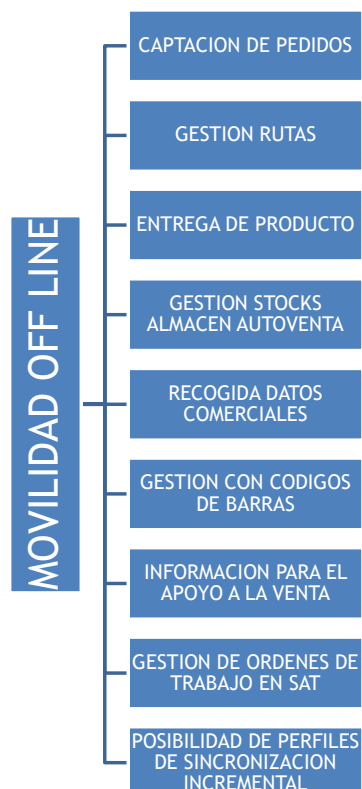 MOVILIDAD OFF LINE
CAPTACION DE PEDIDOS
GESTION RUTAS
ENTREGA DE PRODUCTO
GESTION STOCKS
ALMACEN AUTOVENTA
RECOGIDA DATOS
COMERCIALES
GESTION CON CODIGOS
DE BARRAS
INFORMACION PARA EL
APOYO A LA VENTA
GESTION DE ORDENES DE
TRABAJO EN SAT
POSIBILIDAD DE PERFILES
DE SINCRONIZACION
INCREMENTAL